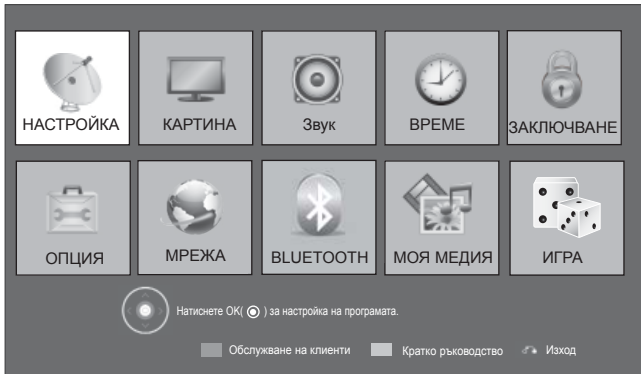 НАСТРОЙКА КАРТИНА Звук ВРЕМЕ ЗАКЛЮЧВАНЕ
ОПЦИЯ МРЕЖА BLUETOOTH МОЯ МЕДИЯ ИГРА
Натиснете OK( ) за настройка на програмата.
Обслужване на клиенти Кратко ръководство Изход